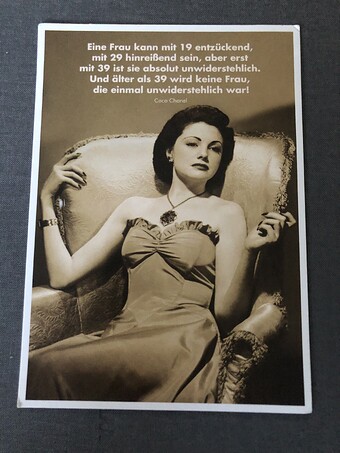 Eine Frau kann mit 19 entzückend,
mit 29 hinreißend sein, aber erst
mit 39 ist sie absolut unwiderstehlich.
Und älter als 39 wird keine Frau,
die einmal unwiderstehlich war!
Coco Chanel